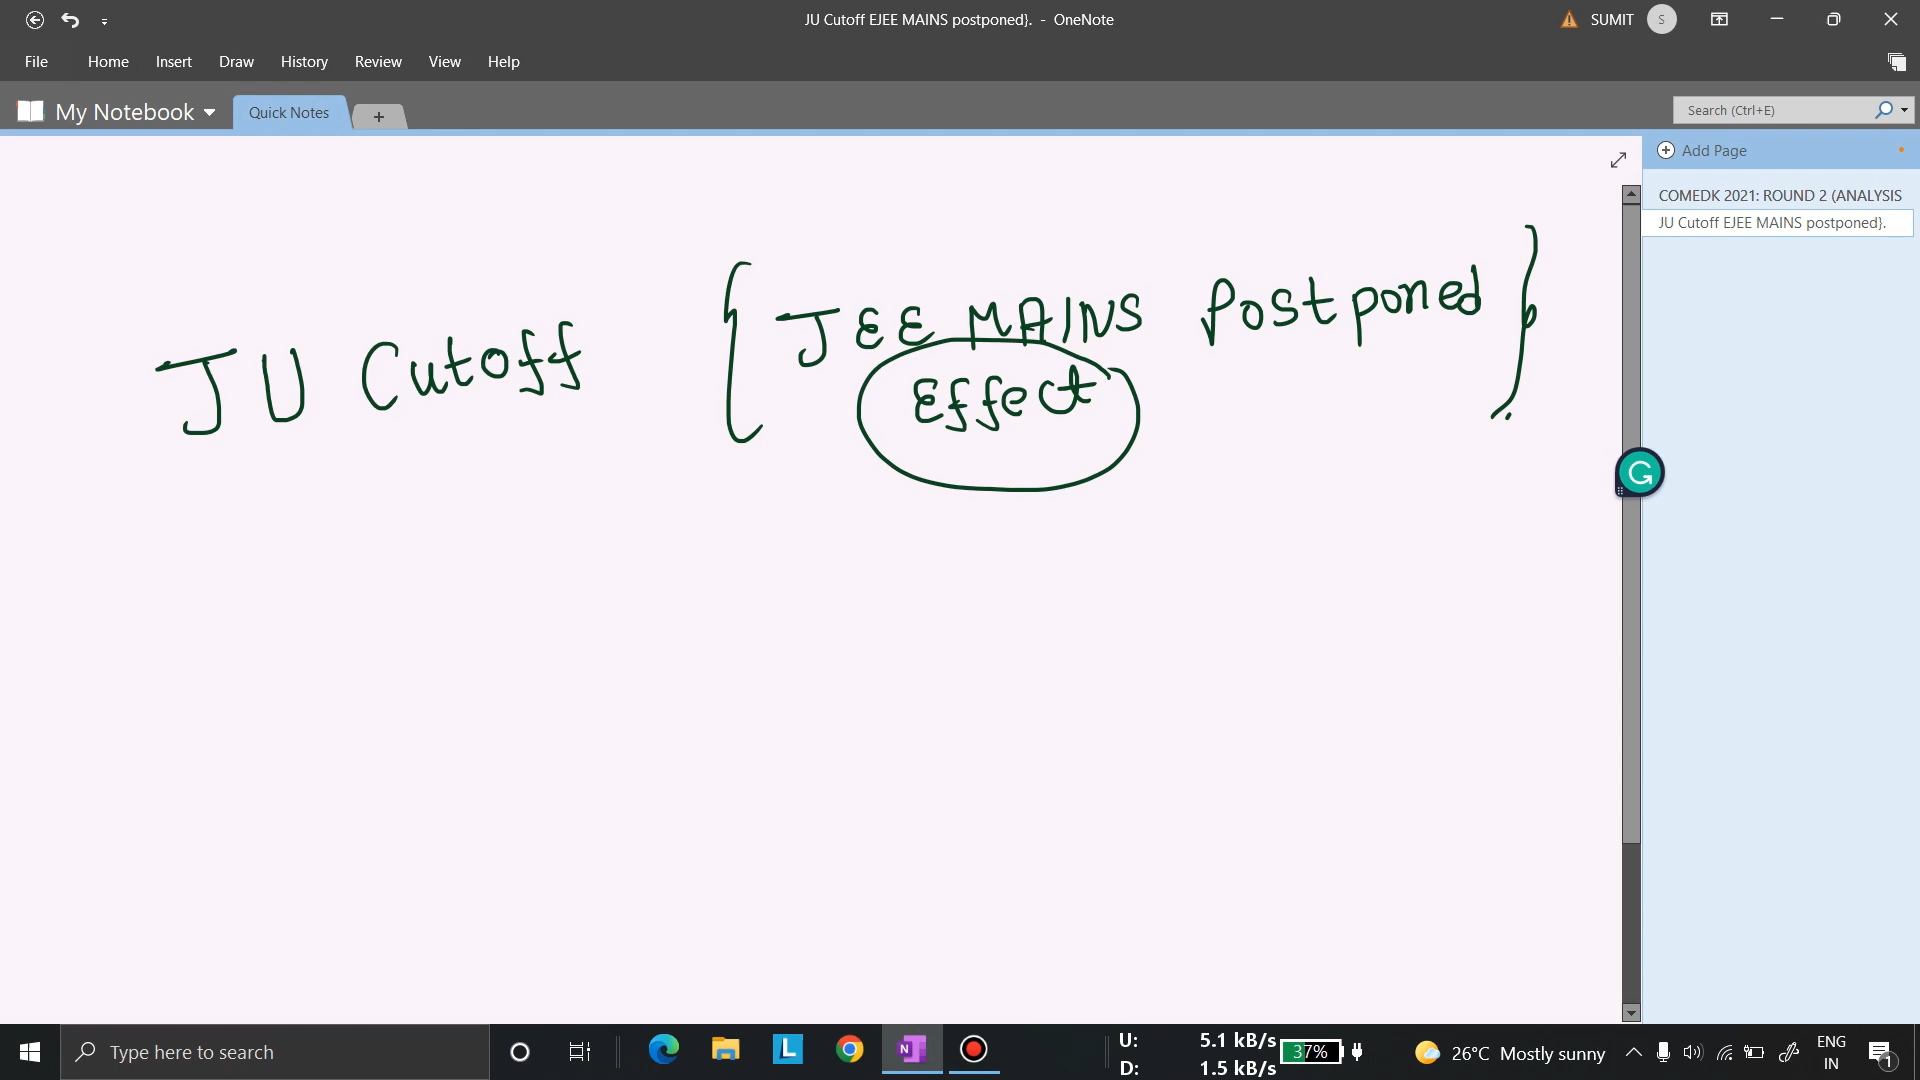 JU Cutoff EJEE MAINS postponed}. - OneNote
SUMIT
S
File Home Insert Draw History Review View Help
My Notebook
Quick Notes
+
Search (Ctrl+E)
Add Page
COMEDK 2021: ROUND 2 (ANALYSIS
JU Cutoff EJEE MAINS postponed}.
JU Cutoff { JEE MAINS Postponed }
Effect
G
Type here to search
L
N
U: 5.1 kB/s
D: 1.5 kB/s
37%
26°C Mostly sunny
ENG
IN
1